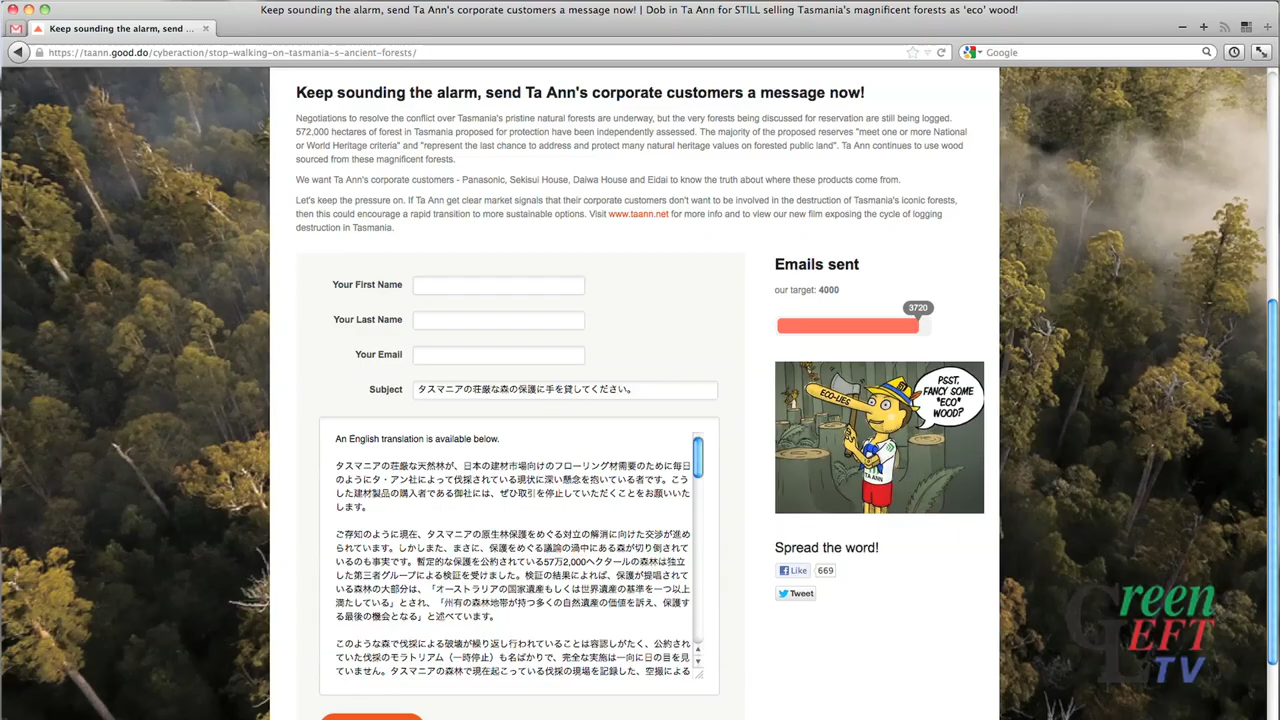 Keep sounding the alarm, send Ta Ann's corporate customers a message now! | Dob in Ta Ann for STILL selling Tasmania's magnificent forests as 'eco' wood!
Keep sounding the alarm, send ...
https://taann.good.do/cyberaction/stop-walking-on-tasmania-s-ancient-forests/
Google
Keep sounding the alarm, send Ta Ann's corporate customers a message now!
Negotiations to resolve the conflict over Tasmania's pristine natural forests are underway, but the very forests being discussed for reservation are still being logged.
572,000 hectares of forest in Tasmania proposed for protection have been independently assessed. The majority of the proposed reserves "meet one or more National
or World Heritage criteria" and "represent the last chance to address and protect many natural heritage values on forested public land". Ta Ann continues to use wood
sourced from these magnificent forests.
We want Ta Ann's corporate customers - Panasonic, Sekisui House, Daiwa House and Eidai to know the truth about where these products come from.
Let's keep the pressure on. If Ta Ann get clear market signals that their corporate customers don't want to be involved in the destruction of Tasmania's iconic forests,
then this could encourage a rapid transition to more sustainable options. Visit www.taann.net for more info and to view our new film exposing the cycle of logging
destruction in Tasmania.
Your First Name
Your Last Name
Your Email
Subject
タスマニアの荘厳な森の保護に手を貸してください。
An English translation is available below.
タスマニアの荘厳な天然林が、日本の建材市場向けのフローリング材需要のために毎日
のようにタ・アン社によって伐採されている現状に深い懸念を抱いている者です。こう
した建材製品の購入者である御社には、ぜひ取引を停止していただくことをお願いいた
します。
ご存知のように現在、タスマニアの原生林保護をめぐる対立の解消に向けた交渉が進め
られています。しかしまた、まさに、保護をめぐる議論の渦中にある森が切り倒されて
いるのも事実です。暫定的な保護を公約されている57万2,000ヘクタールの森林は独立
した第三者グループによる検証を受けました。検証の結果によれば、保護が提唱されて
いる森林の大部分は、「オーストラリアの国家遺産もしくは世界遺産の基準を一つ以上
満たしている」とされ、「州有の森林地帯が持つ多くの自然遺産の価値を訴え、保護す
る最後の機会となる」と述べています。
このような森で伐採による破壊が繰り返し行われていることは容認しがたく、公約され
ていた伐採のモラトリアム（一時停止）も名ばかりで、完全な実施は一向に日の目を見
ていません。タスマニアの森林で現在起こっている伐採の現場を記録した、空撮による
Emails sent
our target: 4000
3720
ECO-LIES
PSST,
FANCY SOME
"ECO"
WOOD?
TA ANN
Spread the word!
Like 669
Tweet
Green
LEFT
TV